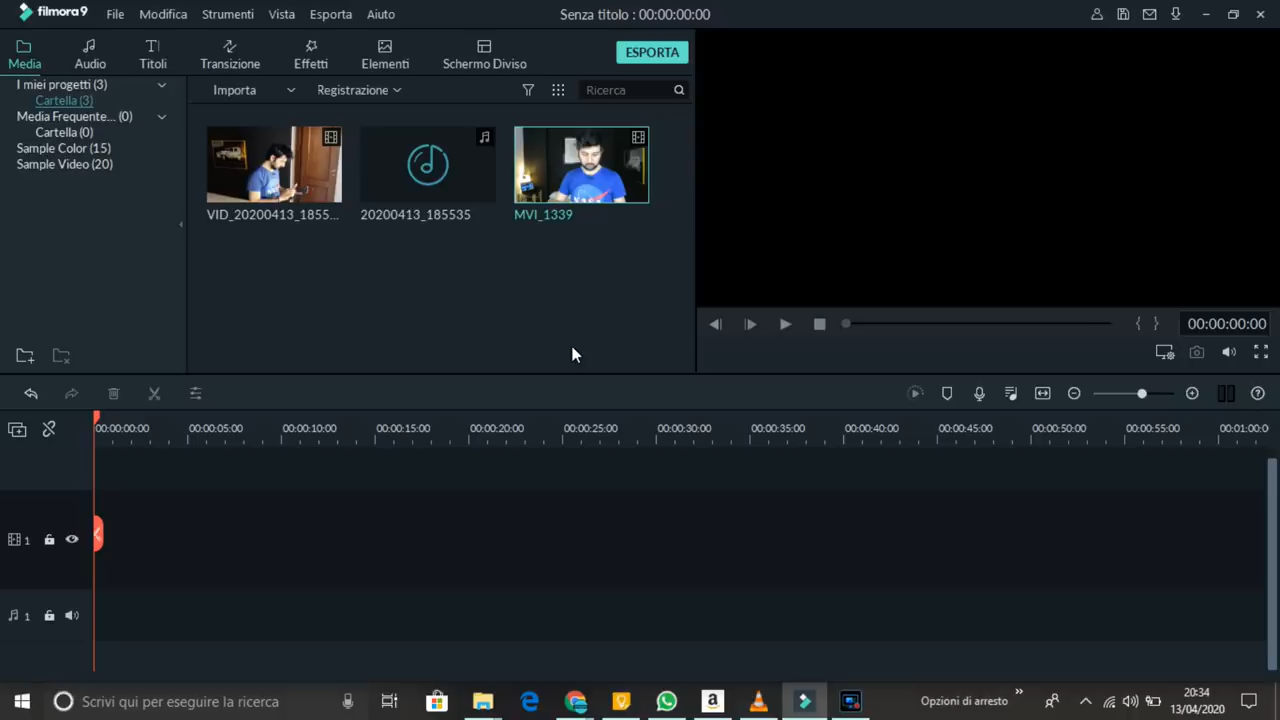 filmora9 File Modifica Strumenti Vista Esporta Aiuto Senza titolo : 00:00:00:00
Media Audio Titoli Transizione Effetti Elementi Schermo Diviso ESPORTA
I miei progetti (3)
Cartella (3)
Media Frequente... (0)
Cartella (0)
Sample Color (15)
Sample Video (20)
Importa Registrazione Ricerca
VID_20200413_1855... 20200413_185535 MVI_1339
00:00:00:00
00:00:00:00 00:00:05:00 00:00:10:00 00:00:15:00 00:00:20:00 00:00:25:00 00:00:30:00 00:00:35:00 00:00:40:00 00:00:45:00 00:00:50:00 00:00:55:00 00:01:00:0
1
1
Scrivi qui per eseguire la ricerca Opzioni di arresto » 20:34
13/04/2020